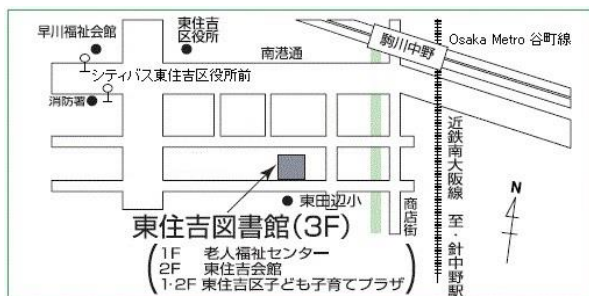 早川福祉会館
東住吉
区役所
南港通
駒川中野
Osaka Metro 谷町線
シティバス東住吉区役所前
消防署
近鉄南大阪線 至・針中野駅
N
商店街
東田辺小
東住吉図書館(3F)
1F 老人福祉センター
2F 東住吉会館
1・2F 東住吉区子ども子育てプラザ